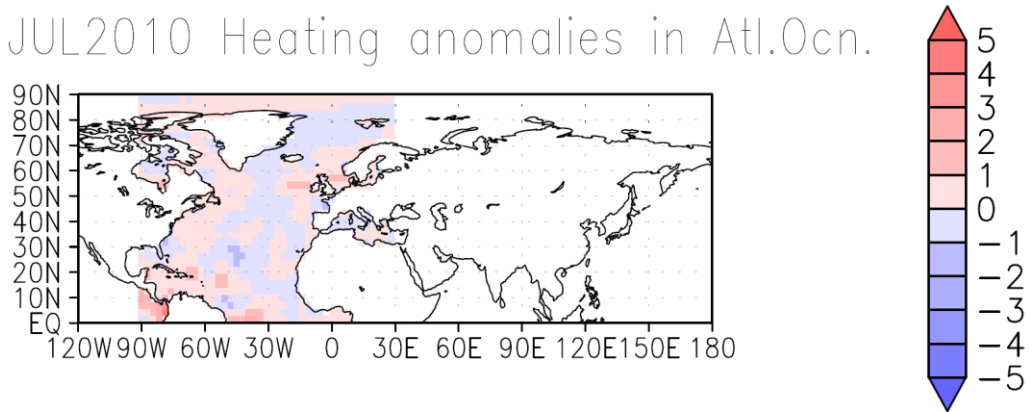 JUL2010 Heating anomalies in Atl.Ocn.
90N
80N
70N
60N
50N
40N
30N
20N
10N
EQ
120W 90W 60W 30W 0 30E 60E 90E 120E 150E 180
5
4
3
2
1
0
−1
−2
−3
−4
−5